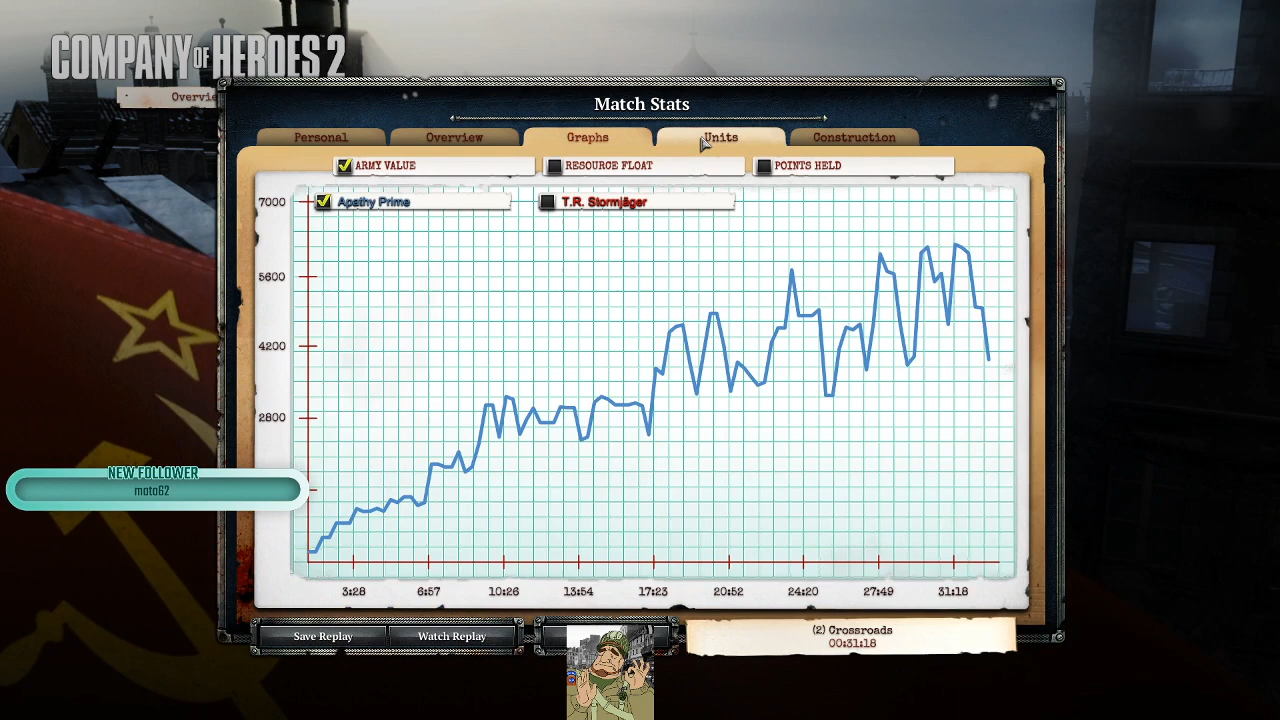 COMPANY OF HEROES 2
Overvie
Match Stats
Personal
Overview
Graphs
Units
Construction
ARMY VALUE
RESOURCE FLOAT
POINTS HELD
Apathy Prime
T.R. Stormjäger
7000
5600
4200
2800
NEW FOLLOWER
moto62
3:28
6:57
10:26
13:54
17:23
20:52
24:20
27:49
31:18
Save Replay
Watch Replay
(2) Crossroads
00:31:18